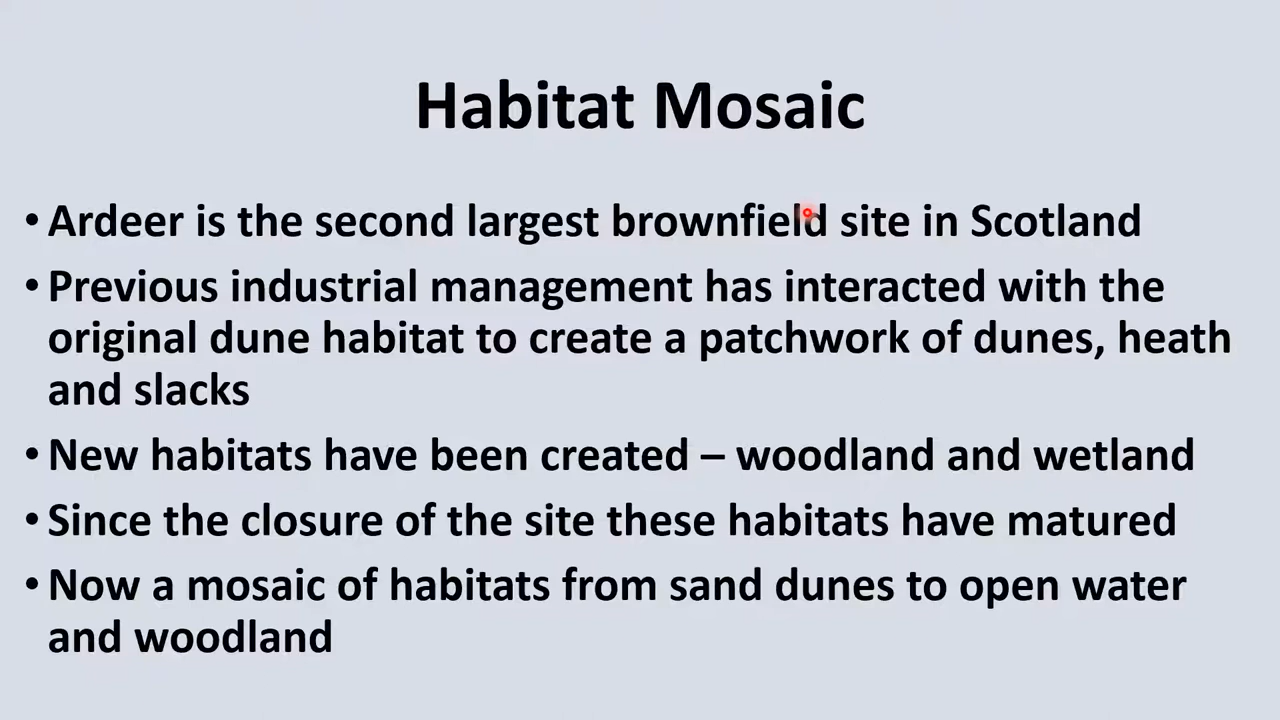 Habitat Mosaic
• Ardeer is the second largest brownfield site in Scotland
• Previous industrial management has interacted with the
original dune habitat to create a patchwork of dunes, heath
and slacks
• New habitats have been created – woodland and wetland
• Since the closure of the site these habitats have matured
• Now a mosaic of habitats from sand dunes to open water
and woodland